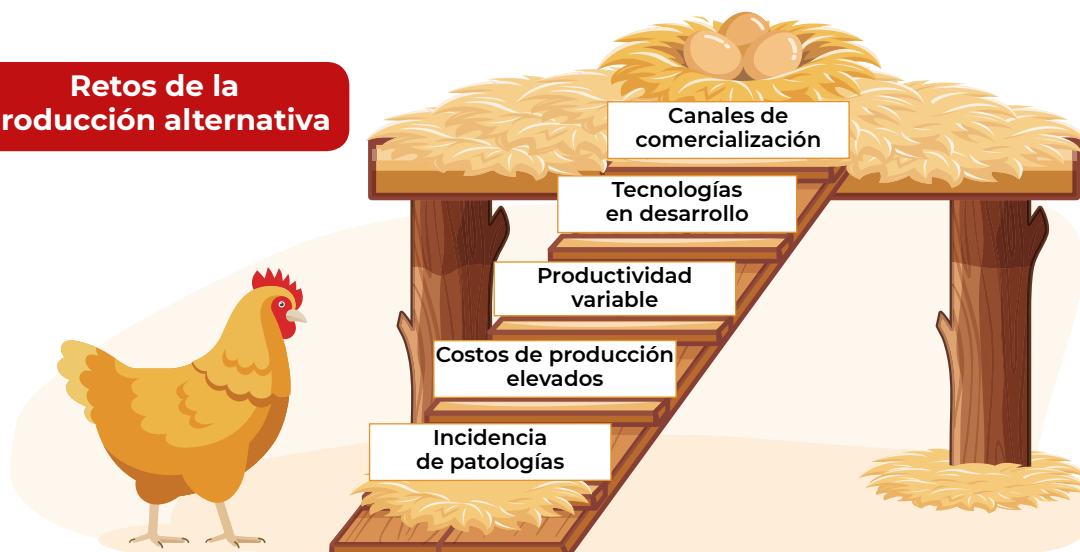 Retos de la
roducción alternativa
Canales de
comercialización
Tecnologías
en desarrollo
Productividad
variable
Costos de producción
elevados
Incidencia
de patologías